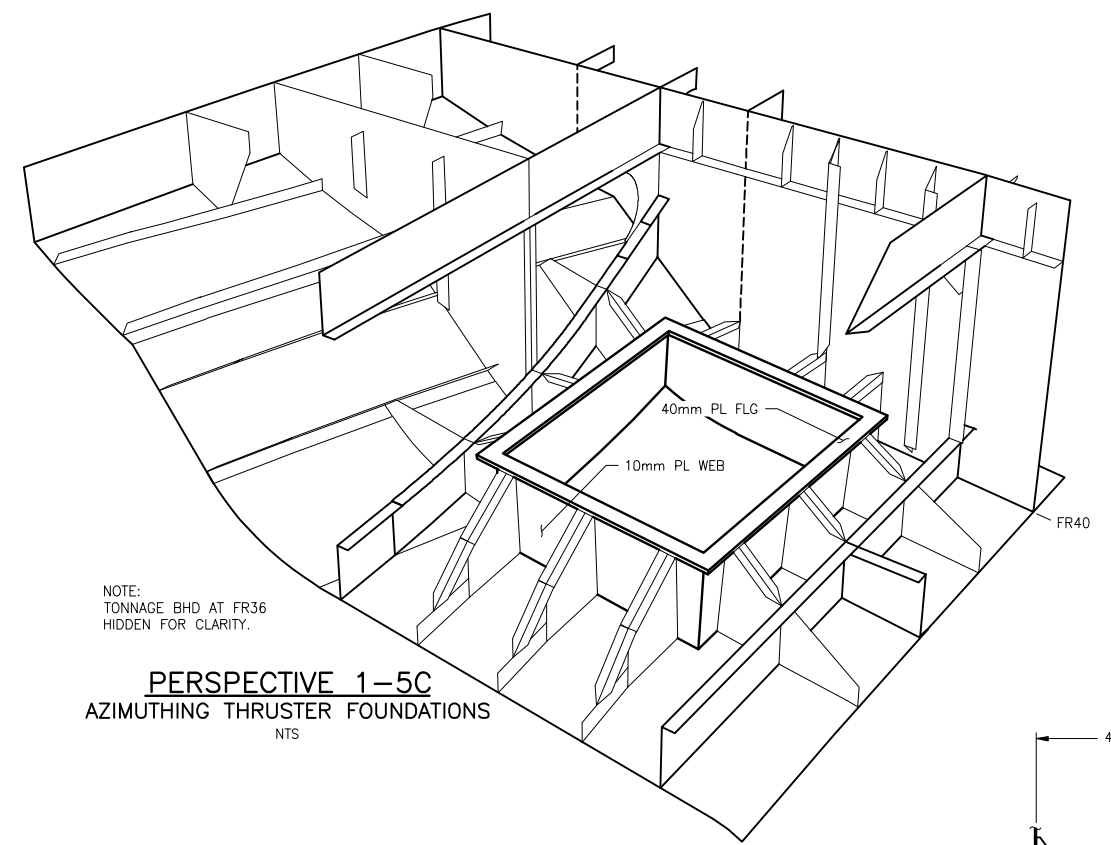 40mm PL FLG
10mm PL WEB
FR40
NOTE:
TONNAGE BHD AT FR36
HIDDEN FOR CLARITY.
PERSPECTIVE 1-5C
AZIMUTHING THRUSTER FOUNDATIONS
NTS
4